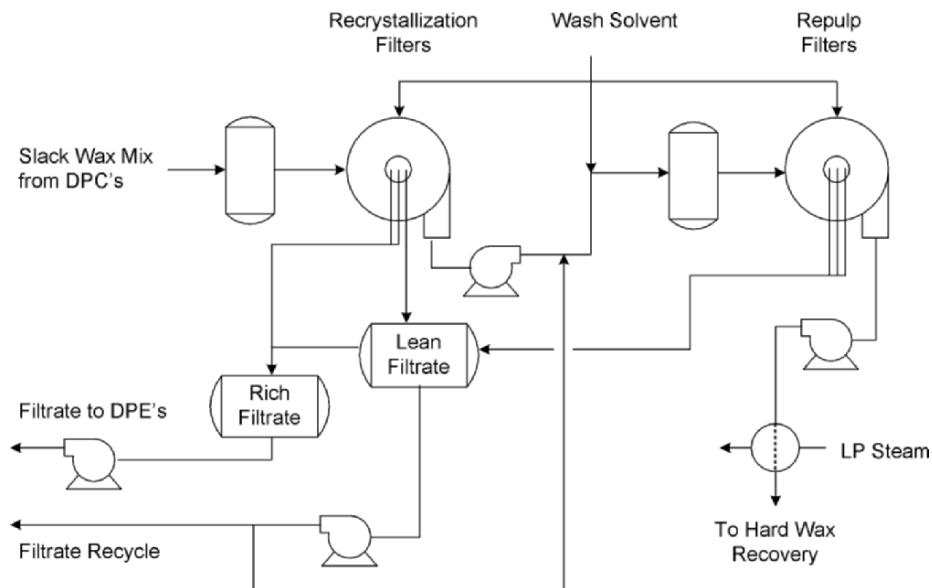 Recrystallization
Filters
Wash Solvent
Repulp
Filters
Slack Wax Mix
from DPC's
Lean
Filtrate
Rich
Filtrate
Filtrate to DPE's
LP Steam
To Hard Wax
Recovery
Filtrate Recycle